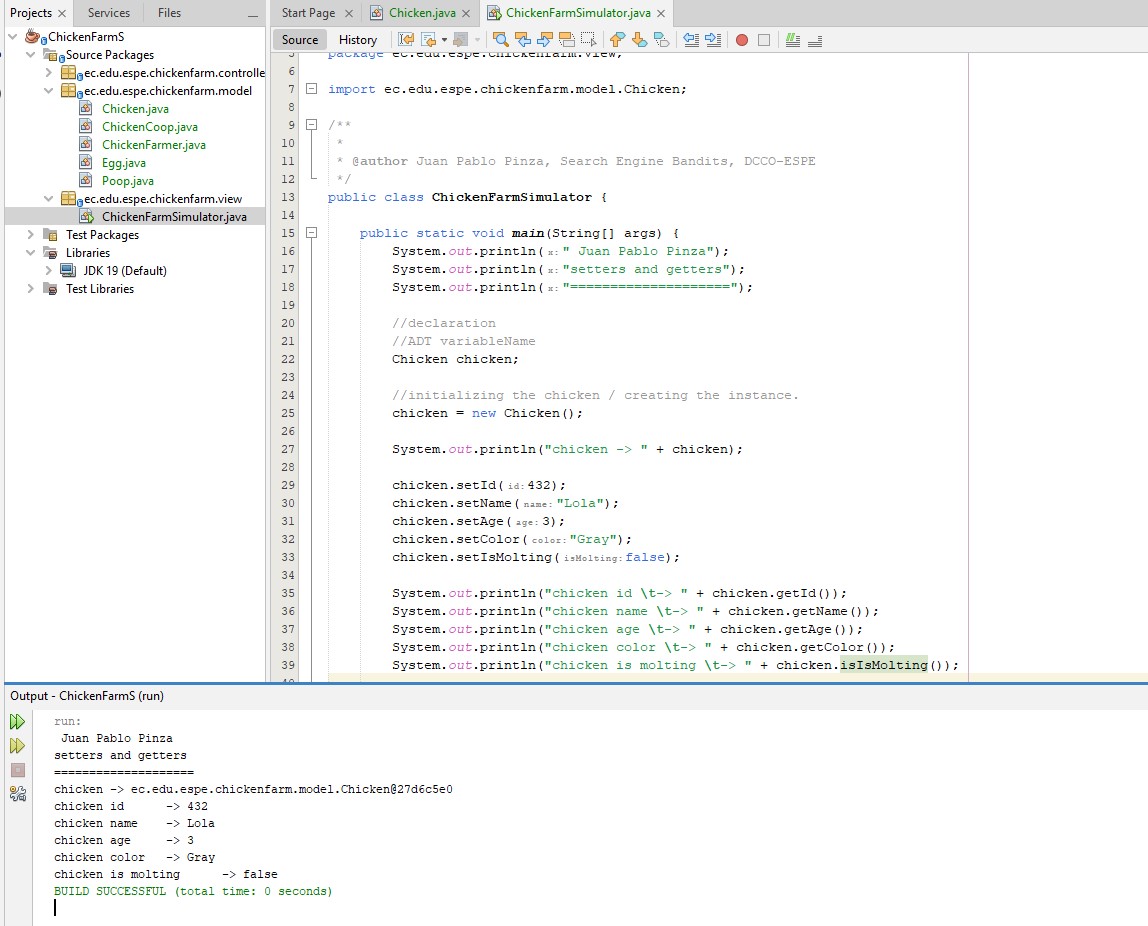 Projects Services Files
ChickenFarmS
Source Packages
ec.edu.espe.chickenfarm.controlle
ec.edu.espe.chickenfarm.model
Chicken.java
ChickenCoop.java
ChickenFarmer.java
Egg.java
Poop.java
ec.edu.espe.chickenfarm.view
ChickenFarmSimulator.java
Test Packages
Libraries
JDK 19 (Default)
Test Libraries
Start Page Chicken.java ChickenFarmSimulator.java
Source History
5 package ec.edu.espe.chickenfarm.view;
6
7 import ec.edu.espe.chickenfarm.model.Chicken;
8
9 /**
10 *
11 * @author Juan Pablo Pinza, Search Engine Bandits, DCCO-ESPE
12 */
13 public class ChickenFarmSimulator {
14
15 public static void main(String[] args) {
16 System.out.println(x: " Juan Pablo Pinza");
17 System.out.println(x: "setters and getters");
18 System.out.println(x: "====================");
19
20 //declaration
21 //ADT variableName
22 Chicken chicken;
23
24 //initializing the chicken / creating the instance.
25 chicken = new Chicken();
26
27 System.out.println("chicken -> " + chicken);
28
29 chicken.setId(id: 432);
30 chicken.setName(name: "Lola");
31 chicken.setAge(age: 3);
32 chicken.setColor(color: "Gray");
33 chicken.setIsMolting(isMolting: false);
34
35 System.out.println("chicken id \t-> " + chicken.getId());
36 System.out.println("chicken name \t-> " + chicken.getName());
37 System.out.println("chicken age \t-> " + chicken.getAge());
38 System.out.println("chicken color \t-> " + chicken.getColor());
39 System.out.println("chicken is molting \t-> " + chicken.isIsMolting());
40
Output - ChickenFarmS (run)
run:
Juan Pablo Pinza
setters and getters
====================
chicken -> ec.edu.espe.chickenfarm.model.Chicken@27d6c5e0
chicken id -> 432
chicken name -> Lola
chicken age -> 3
chicken color -> Gray
chicken is molting -> false
BUILD SUCCESSFUL (total time: 0 seconds)